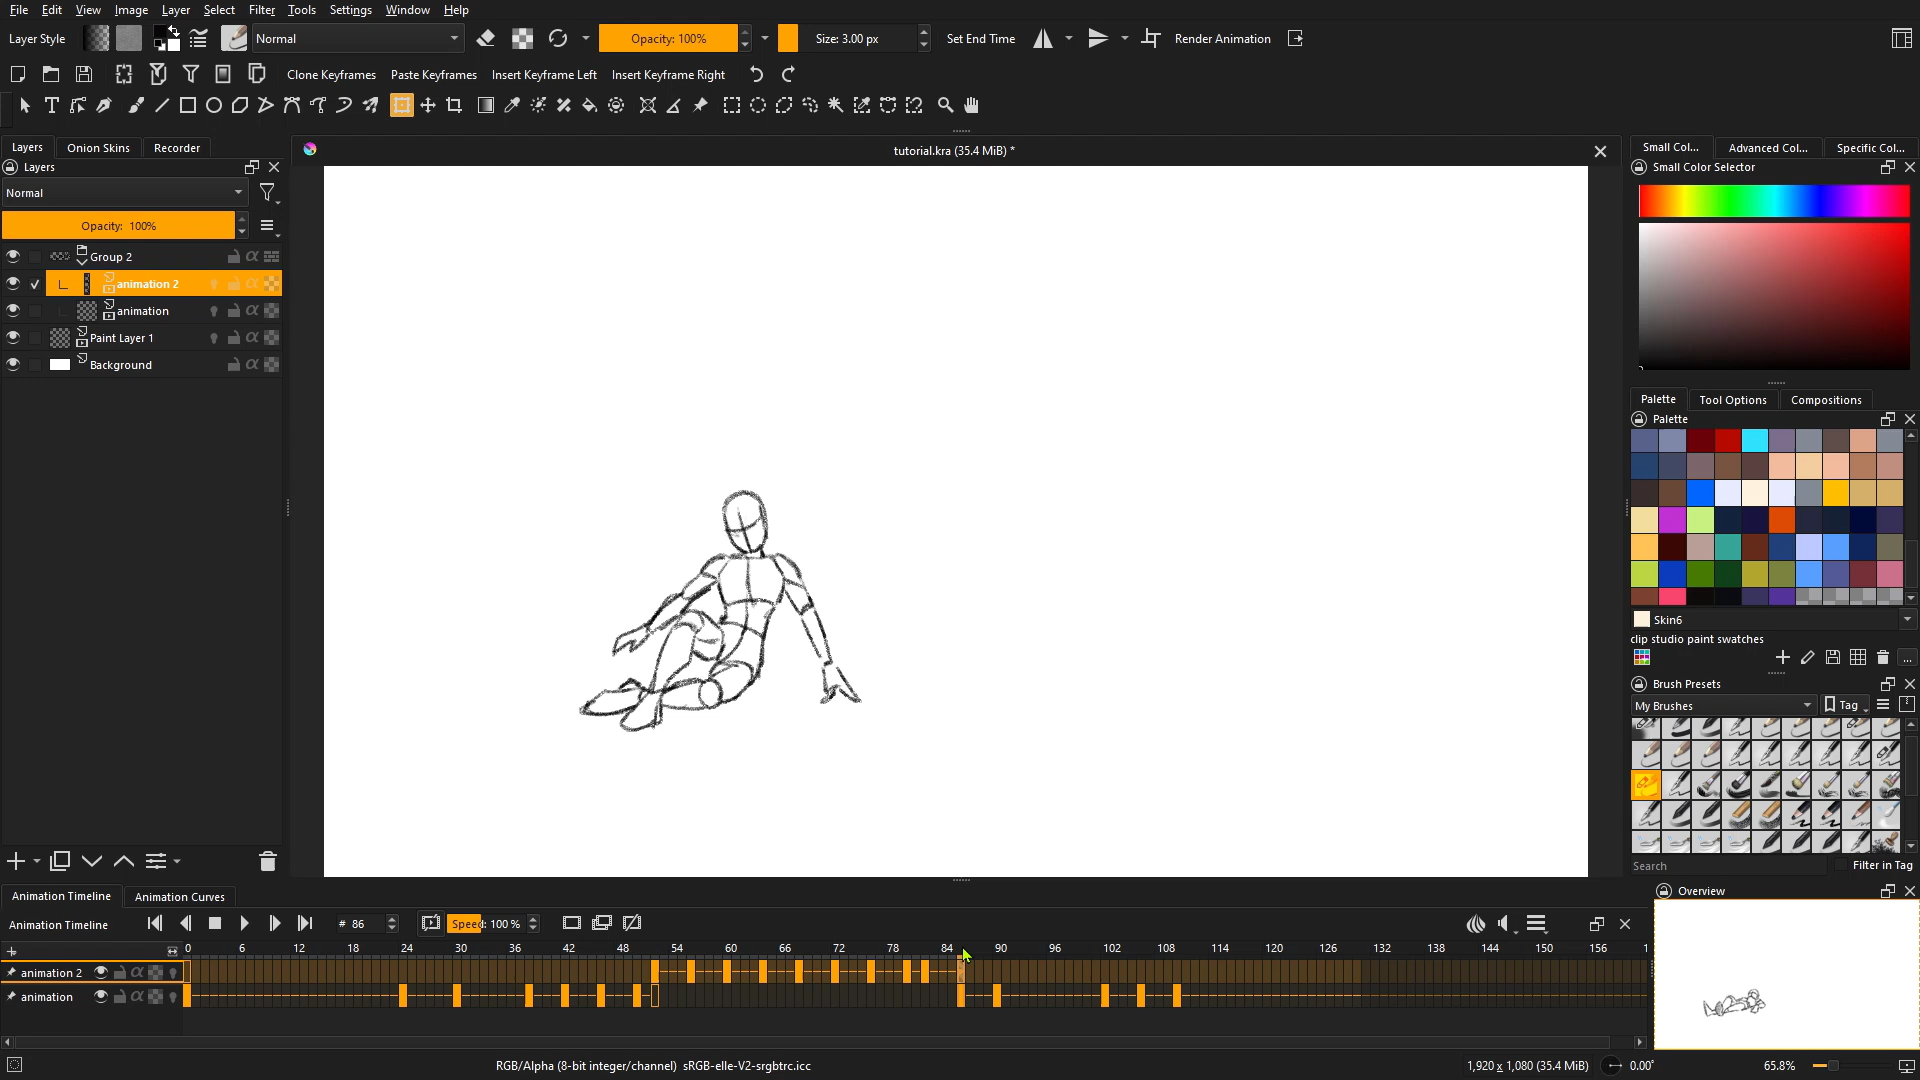 File Edit View Image Layer Select Filter Tools Settings Window Help
Layer Style Normal Opacity: 100% Size: 3.00 px Set End Time Render Animation
Clone Keyframes Paste Keyframes Insert Keyframe Left Insert Keyframe Right
Layers Onion Skins Recorder
Layers
Normal
Opacity: 100%
Group 2
animation 2
animation
Paint Layer 1
Background
tutorial.kra (35.4 MiB) *
Small Col... Advanced Col... Specific Col...
Small Color Selector
Palette Tool Options Compositions
Palette
Skin6
clip studio paint swatches
...
Brush Presets
My Brushes Tag
Search Filter in Tag
Overview
Animation Timeline Animation Curves
Animation Timeline # 86 Speed: 100 %
0 6 12 18 24 30 36 42 48 54 60 66 72 78 84 90 96 102 108 114 120 126 132 138 144 150 156 1
animation 2
animation
RGB/Alpha (8-bit integer/channel) sRGB-elle-V2-srgbtrc.icc 1,920 x 1,080 (35.4 MiB) 0.00° 65.8%